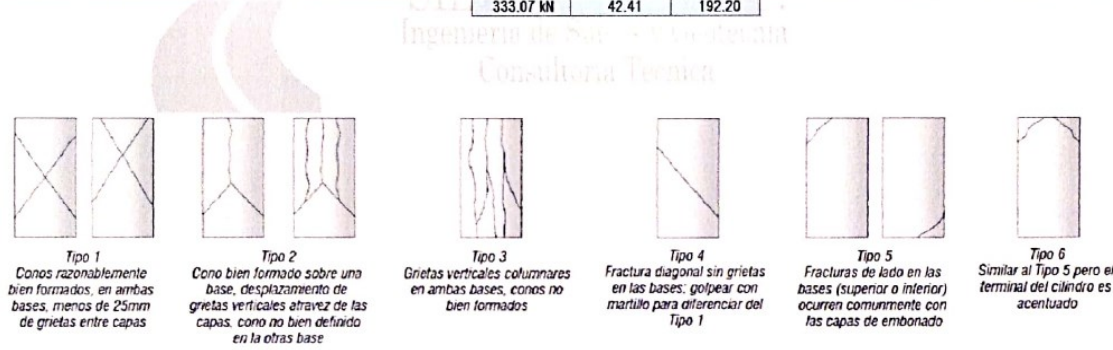 333.07 kN 42.41 192.20
Ingeniería de
Consultoria Tecnica
Tipo 1
Conos razonablemente
bien formados, en ambas
bases, menos de 25mm
de grietas entre capas
Tipo 2
Cono bien formado sobre una
base, desplazamiento de
grietas verticales atravez de las
capas, cono no bien definido
en la otras base
Tipo 3
Grietas verticales columnares
en ambas bases, conos no
bien formados
Tipo 4
Fractura diagonal sin grietas
en las bases; golpear con
martillo para diferenciar del
Tipo 1
Tipo 5
Fracturas de lado en las
bases (superior o inferior)
ocurren comunmente con
las capas de embonado
Tipo 6
Similar al Tipo 5 pero el
terminal del cilindro es
acentuado